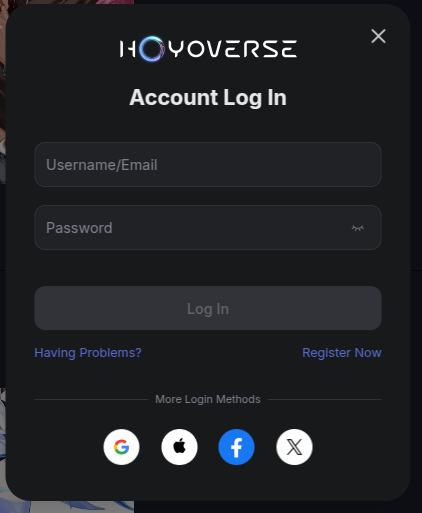 HOYOVERSE
Account Log In
Username/Email
Password
Log In
Having Problems? Register Now
More Login Methods